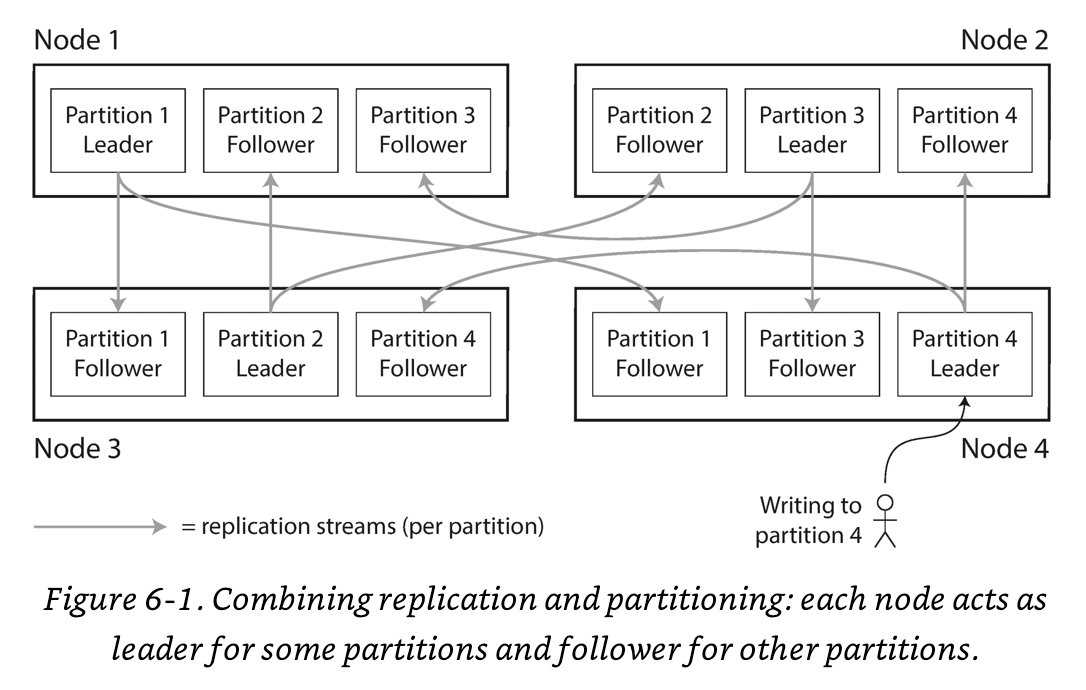 Node 1
Node 2
Partition 1
Leader
Partition 2
Follower
Partition 3
Follower
Partition 2
Follower
Partition 3
Leader
Partition 4
Follower
Partition 1
Follower
Partition 2
Leader
Partition 4
Follower
Partition 1
Follower
Partition 3
Follower
Partition 4
Leader
Node 3
Node 4
Writing to
partition 4
= replication streams (per partition)
Figure 6-1. Combining replication and partitioning: each node acts as
leader for some partitions and follower for other partitions.